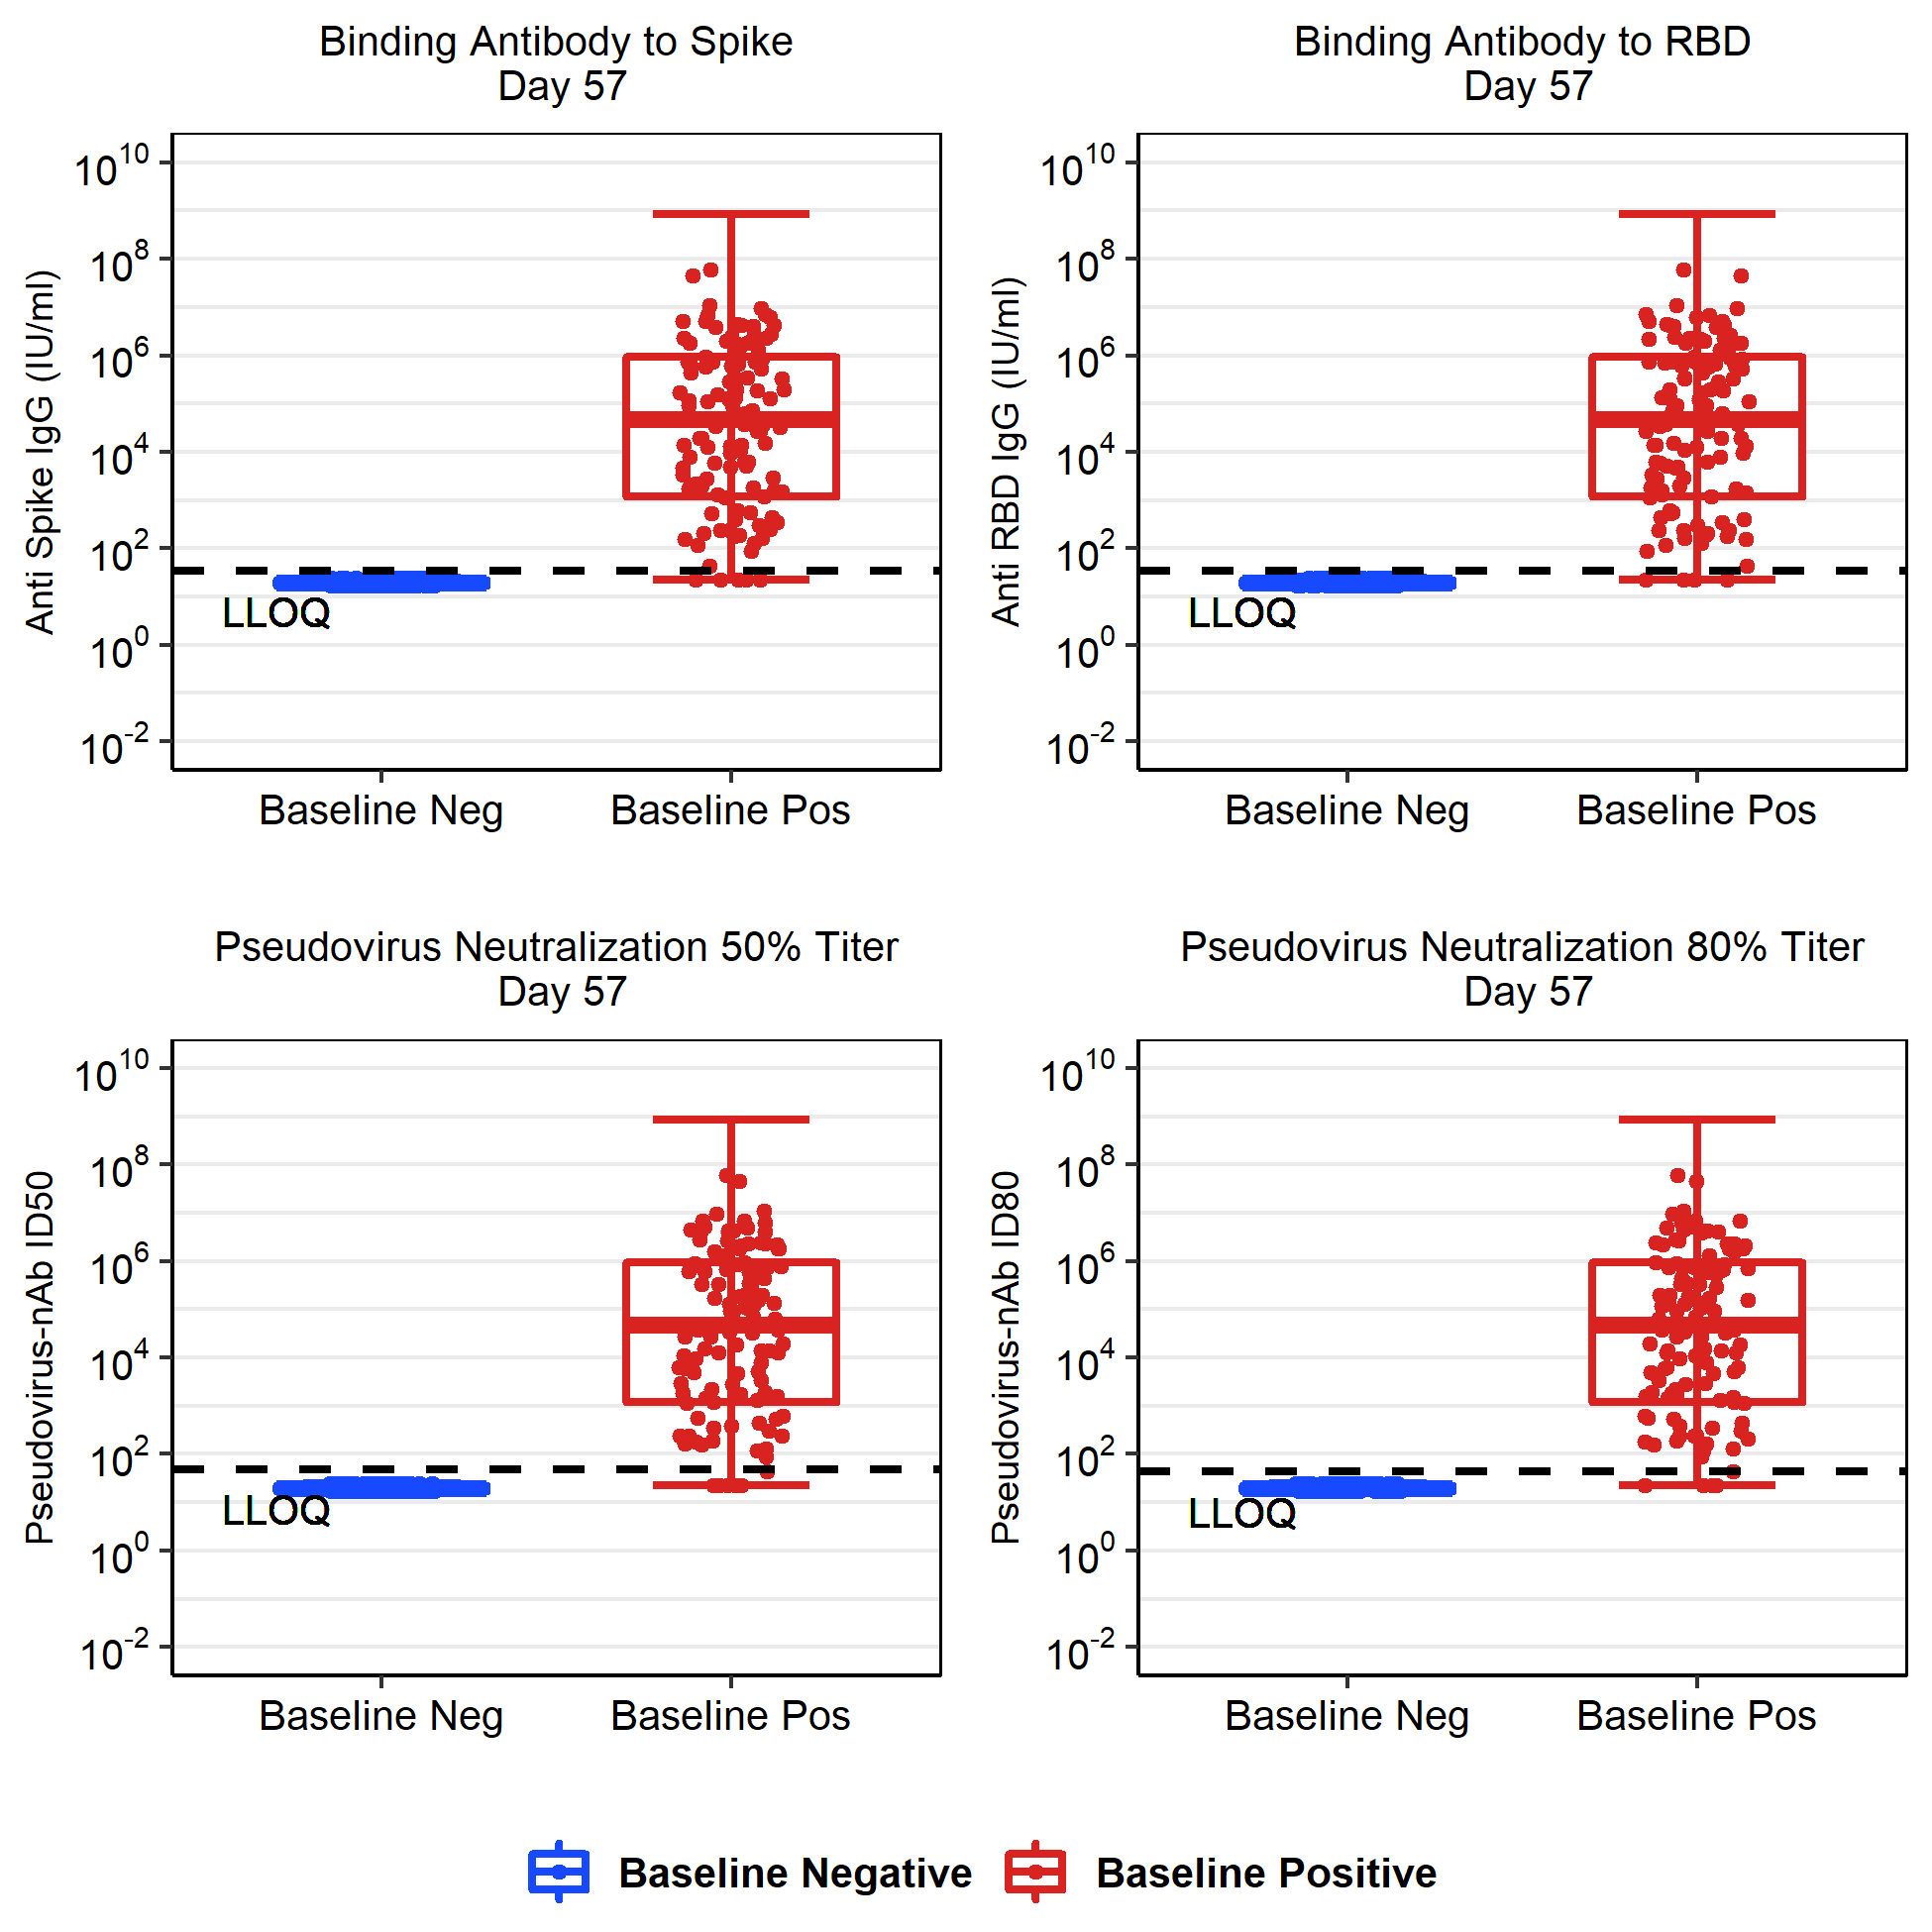 Binding Antibody to Spike
Day 57
Anti Spike IgG (IU/ml)
10^10
10^8
10^6
10^4
10^2
10^0
10^-2
LLOQ
Baseline Neg
Baseline Pos
Binding Antibody to RBD
Day 57
Anti RBD IgG (IU/ml)
10^10
10^8
10^6
10^4
10^2
10^0
10^-2
LLOQ
Baseline Neg
Baseline Pos
Pseudovirus Neutralization 50% Titer
Day 57
Pseudovirus-nAb ID50
10^10
10^8
10^6
10^4
10^2
10^0
10^-2
LLOQ
Baseline Neg
Baseline Pos
Pseudovirus Neutralization 80% Titer
Day 57
Pseudovirus-nAb ID80
10^10
10^8
10^6
10^4
10^2
10^0
10^-2
LLOQ
Baseline Neg
Baseline Pos
Baseline Negative
Baseline Positive